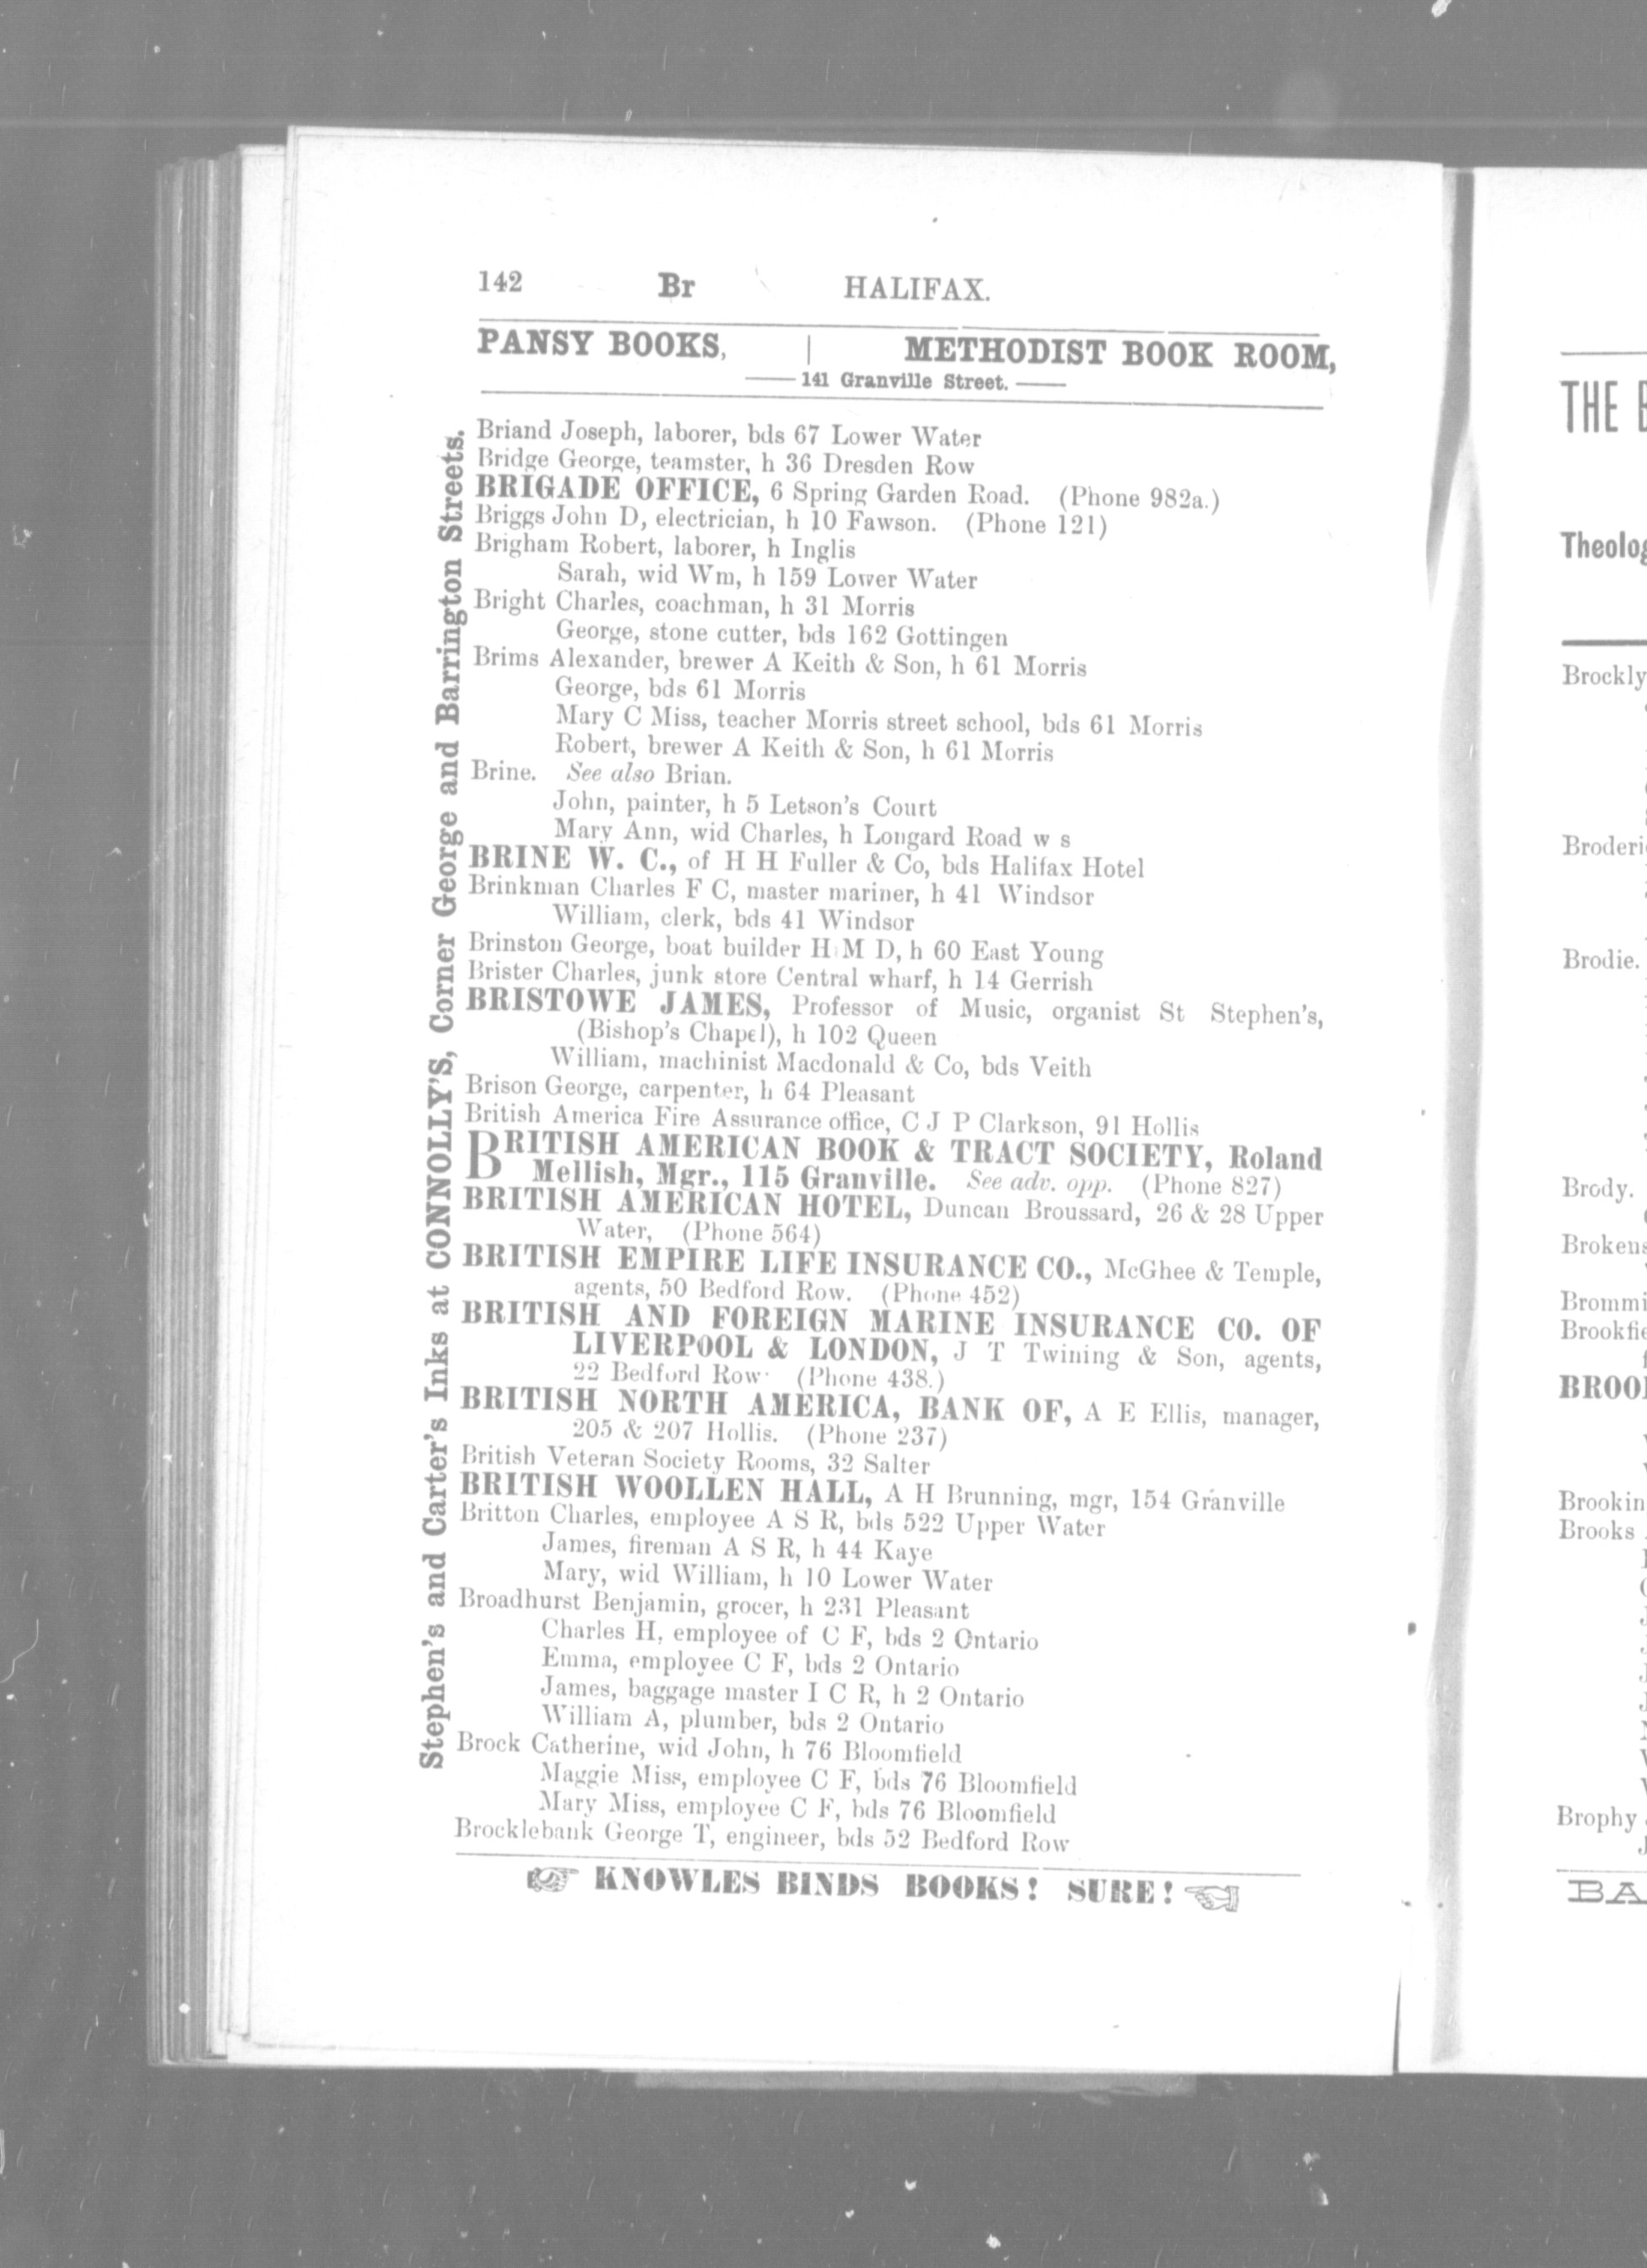 142 Br HALIFAX.
PANSY BOOKS, | METHODIST BOOK ROOM,
141 Granville Street.
Stephen's and Carter's Inks at CONNOLLY'S, Corner George and Barrington Streets.
Briand Joseph, laborer, bds 67 Lower Water
Bridge George, teamster, h 36 Dresden Row
BRIGADE OFFICE, 6 Spring Garden Road. (Phone 982a.)
Briggs John D, electrician, h 10 Fawson. (Phone 121)
Brigham Robert, laborer, h Inglis
Sarah, wid Wm, h 159 Lower Water
Bright Charles, coachman, h 31 Morris
George, stone cutter, bds 162 Gottingen
Brims Alexander, brewer A Keith & Son, h 61 Morris
George, bds 61 Morris
Mary C Miss, teacher Morris street school, bds 61 Morris
Robert, brewer A Keith & Son, h 61 Morris
Brine. See also Brian.
John, painter, h 5 Letson's Court
Mary Ann, wid Charles, h Longard Road w s
BRINE W. C., of H H Fuller & Co, bds Halifax Hotel
Brinkman Charles F C, master mariner, h 41 Windsor
William, clerk, bds 41 Windsor
Brinston George, boat builder H M D, h 60 East Young
Brister Charles, junk store Central wharf, h 14 Gerrish
BRISTOWE JAMES, Professor of Music, organist St Stephen's,
(Bishop's Chapel), h 102 Queen
William, machinist Macdonald & Co, bds Veith
Brison George, carpenter, h 64 Pleasant
British America Fire Assurance office, C J P Clarkson, 91 Hollis
BRITISH AMERICAN BOOK & TRACT SOCIETY, Roland
Mellish, Mgr., 115 Granville. See adv. opp. (Phone 827)
BRITISH AMERICAN HOTEL, Duncan Broussard, 26 & 28 Upper
Water, (Phone 564)
BRITISH EMPIRE LIFE INSURANCE CO., McGhee & Temple,
agents, 50 Bedford Row. (Phone 452)
BRITISH AND FOREIGN MARINE INSURANCE CO. OF
LIVERPOOL & LONDON, J T Twining & Son, agents,
22 Bedford Row. (Phone 438.)
BRITISH NORTH AMERICA, BANK OF, A E Ellis, manager,
205 & 207 Hollis. (Phone 237)
British Veteran Society Rooms, 32 Salter
BRITISH WOOLLEN HALL, A H Brunning, mgr, 154 Granville
Britton Charles, employee A S R, bds 522 Upper Water
James, fireman A S R, h 44 Kaye
Mary, wid William, h 10 Lower Water
Broadhurst Benjamin, grocer, h 231 Pleasant
Charles H, employee of C F, bds 2 Ontario
Emma, employee C F, bds 2 Ontario
James, baggage master I C R, h 2 Ontario
William A, plumber, bds 2 Ontario
Brock Catherine, wid John, h 76 Bloomfield
Maggie Miss, employee C F, bds 76 Bloomfield
Mary Miss, employee C F, bds 76 Bloomfield
Brocklebank George T, engineer, bds 52 Bedford Row
KNOWLES BINDS BOOKS! SURE!
THE
Theolog
Brockly
Broderi
Brodie.
Brody.
Brokens
Brommi
Brookfie
BROO
Brookin
Brooks
Brophy
BA